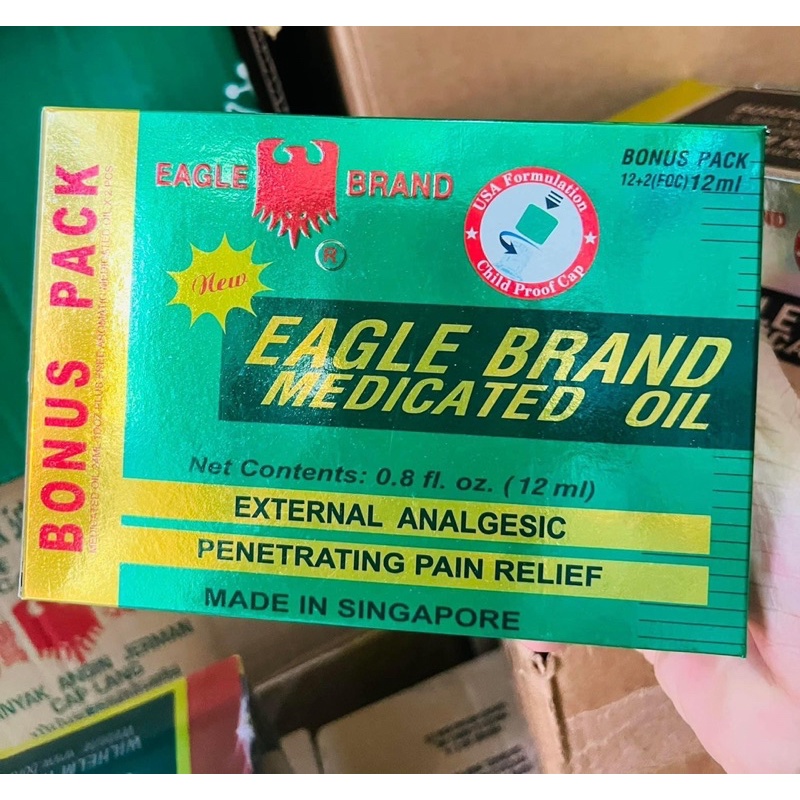 BONUS PACK
EAGLE BRAND
®
USA Formulation
Child Proof Cap
BONUS PACK
12+2(FOC)12ml
New
EAGLE BRAND
MEDICATED OIL
Net Contents: 0.8 fl. oz. (12 ml)
EXTERNAL ANALGESIC
PENETRATING PAIN RELIEF
MADE IN SINGAPORE
ANGIN JERMAN
CAP LANG